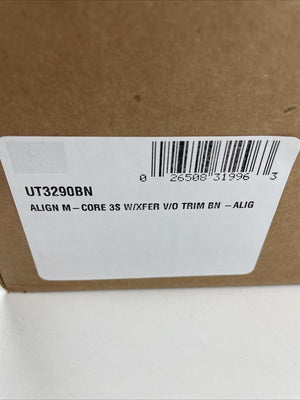 0 26508 31996 3
UT3290BN
ALIGN M-CORE 3S W/XFER V/O TRIM BN -ALIG